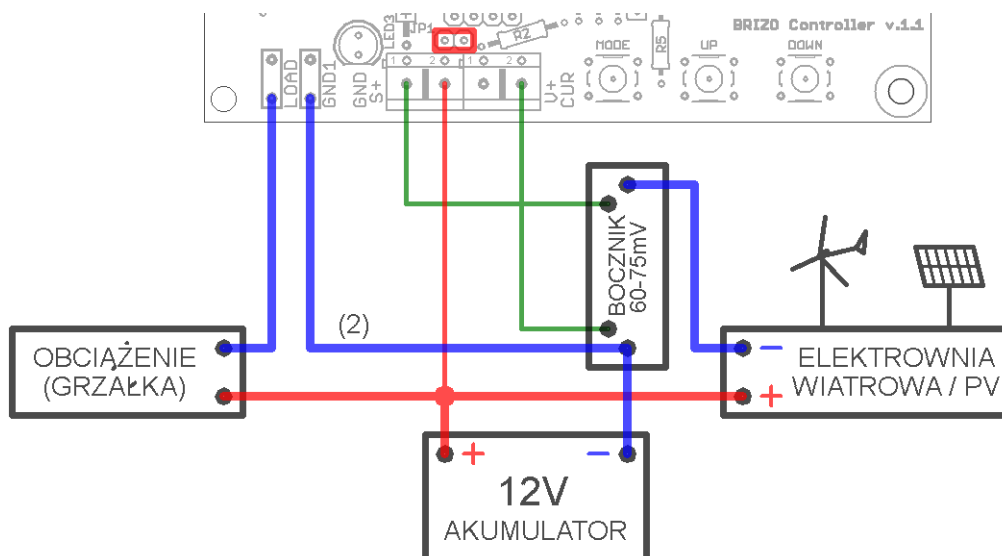 BRIZO Controller v.1.1
LED3
JP1
R2
R5
MODE
UP
DOWN
LOAD
GND1
GND
S+
1
2
1
2
V+
CUR
BOCZNIK
60-75mV
(2)
OBCIĄŻENIE
(GRZAŁKA)
–
+
ELEKTROWNIA
WIATROWA / PV
+
–
12V
AKUMULATOR